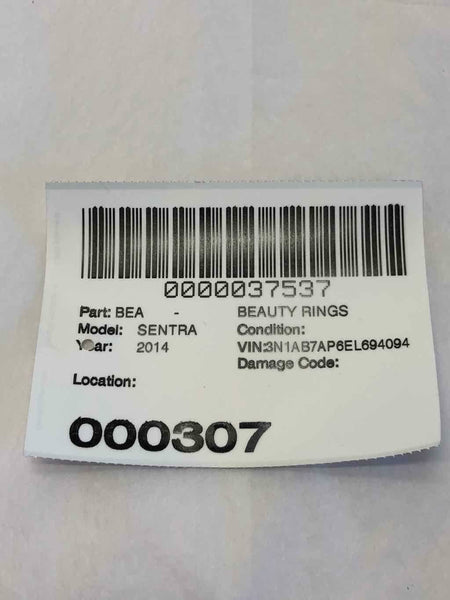 0000037537
Part: BEA - BEAUTY RINGS
Model: SENTRA Condition:
Year: 2014 VIN:3N1AB7AP6EL694094
Damage Code:
Location:
000307